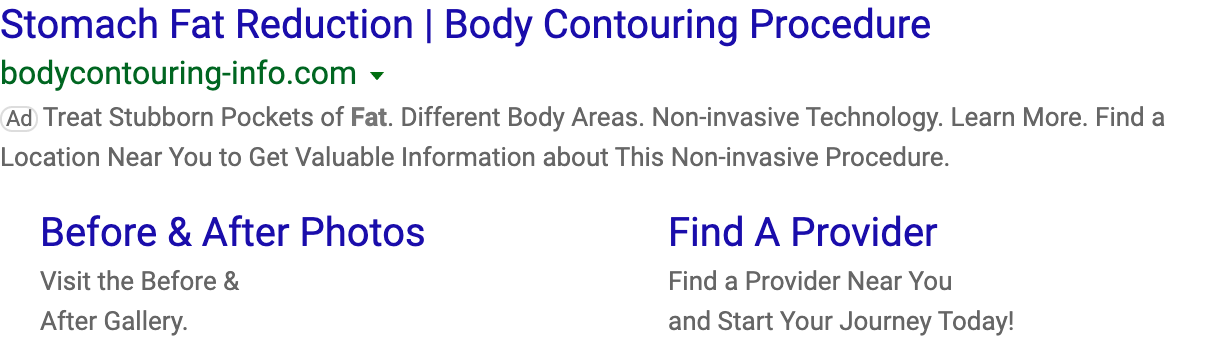 Stomach Fat Reduction | Body Contouring Procedure
bodycontouring-info.com
Ad Treat Stubborn Pockets of Fat. Different Body Areas. Non-invasive Technology. Learn More. Find a
Location Near You to Get Valuable Information about This Non-invasive Procedure.
Before & After Photos
Visit the Before &
After Gallery.
Find A Provider
Find a Provider Near You
and Start Your Journey Today!